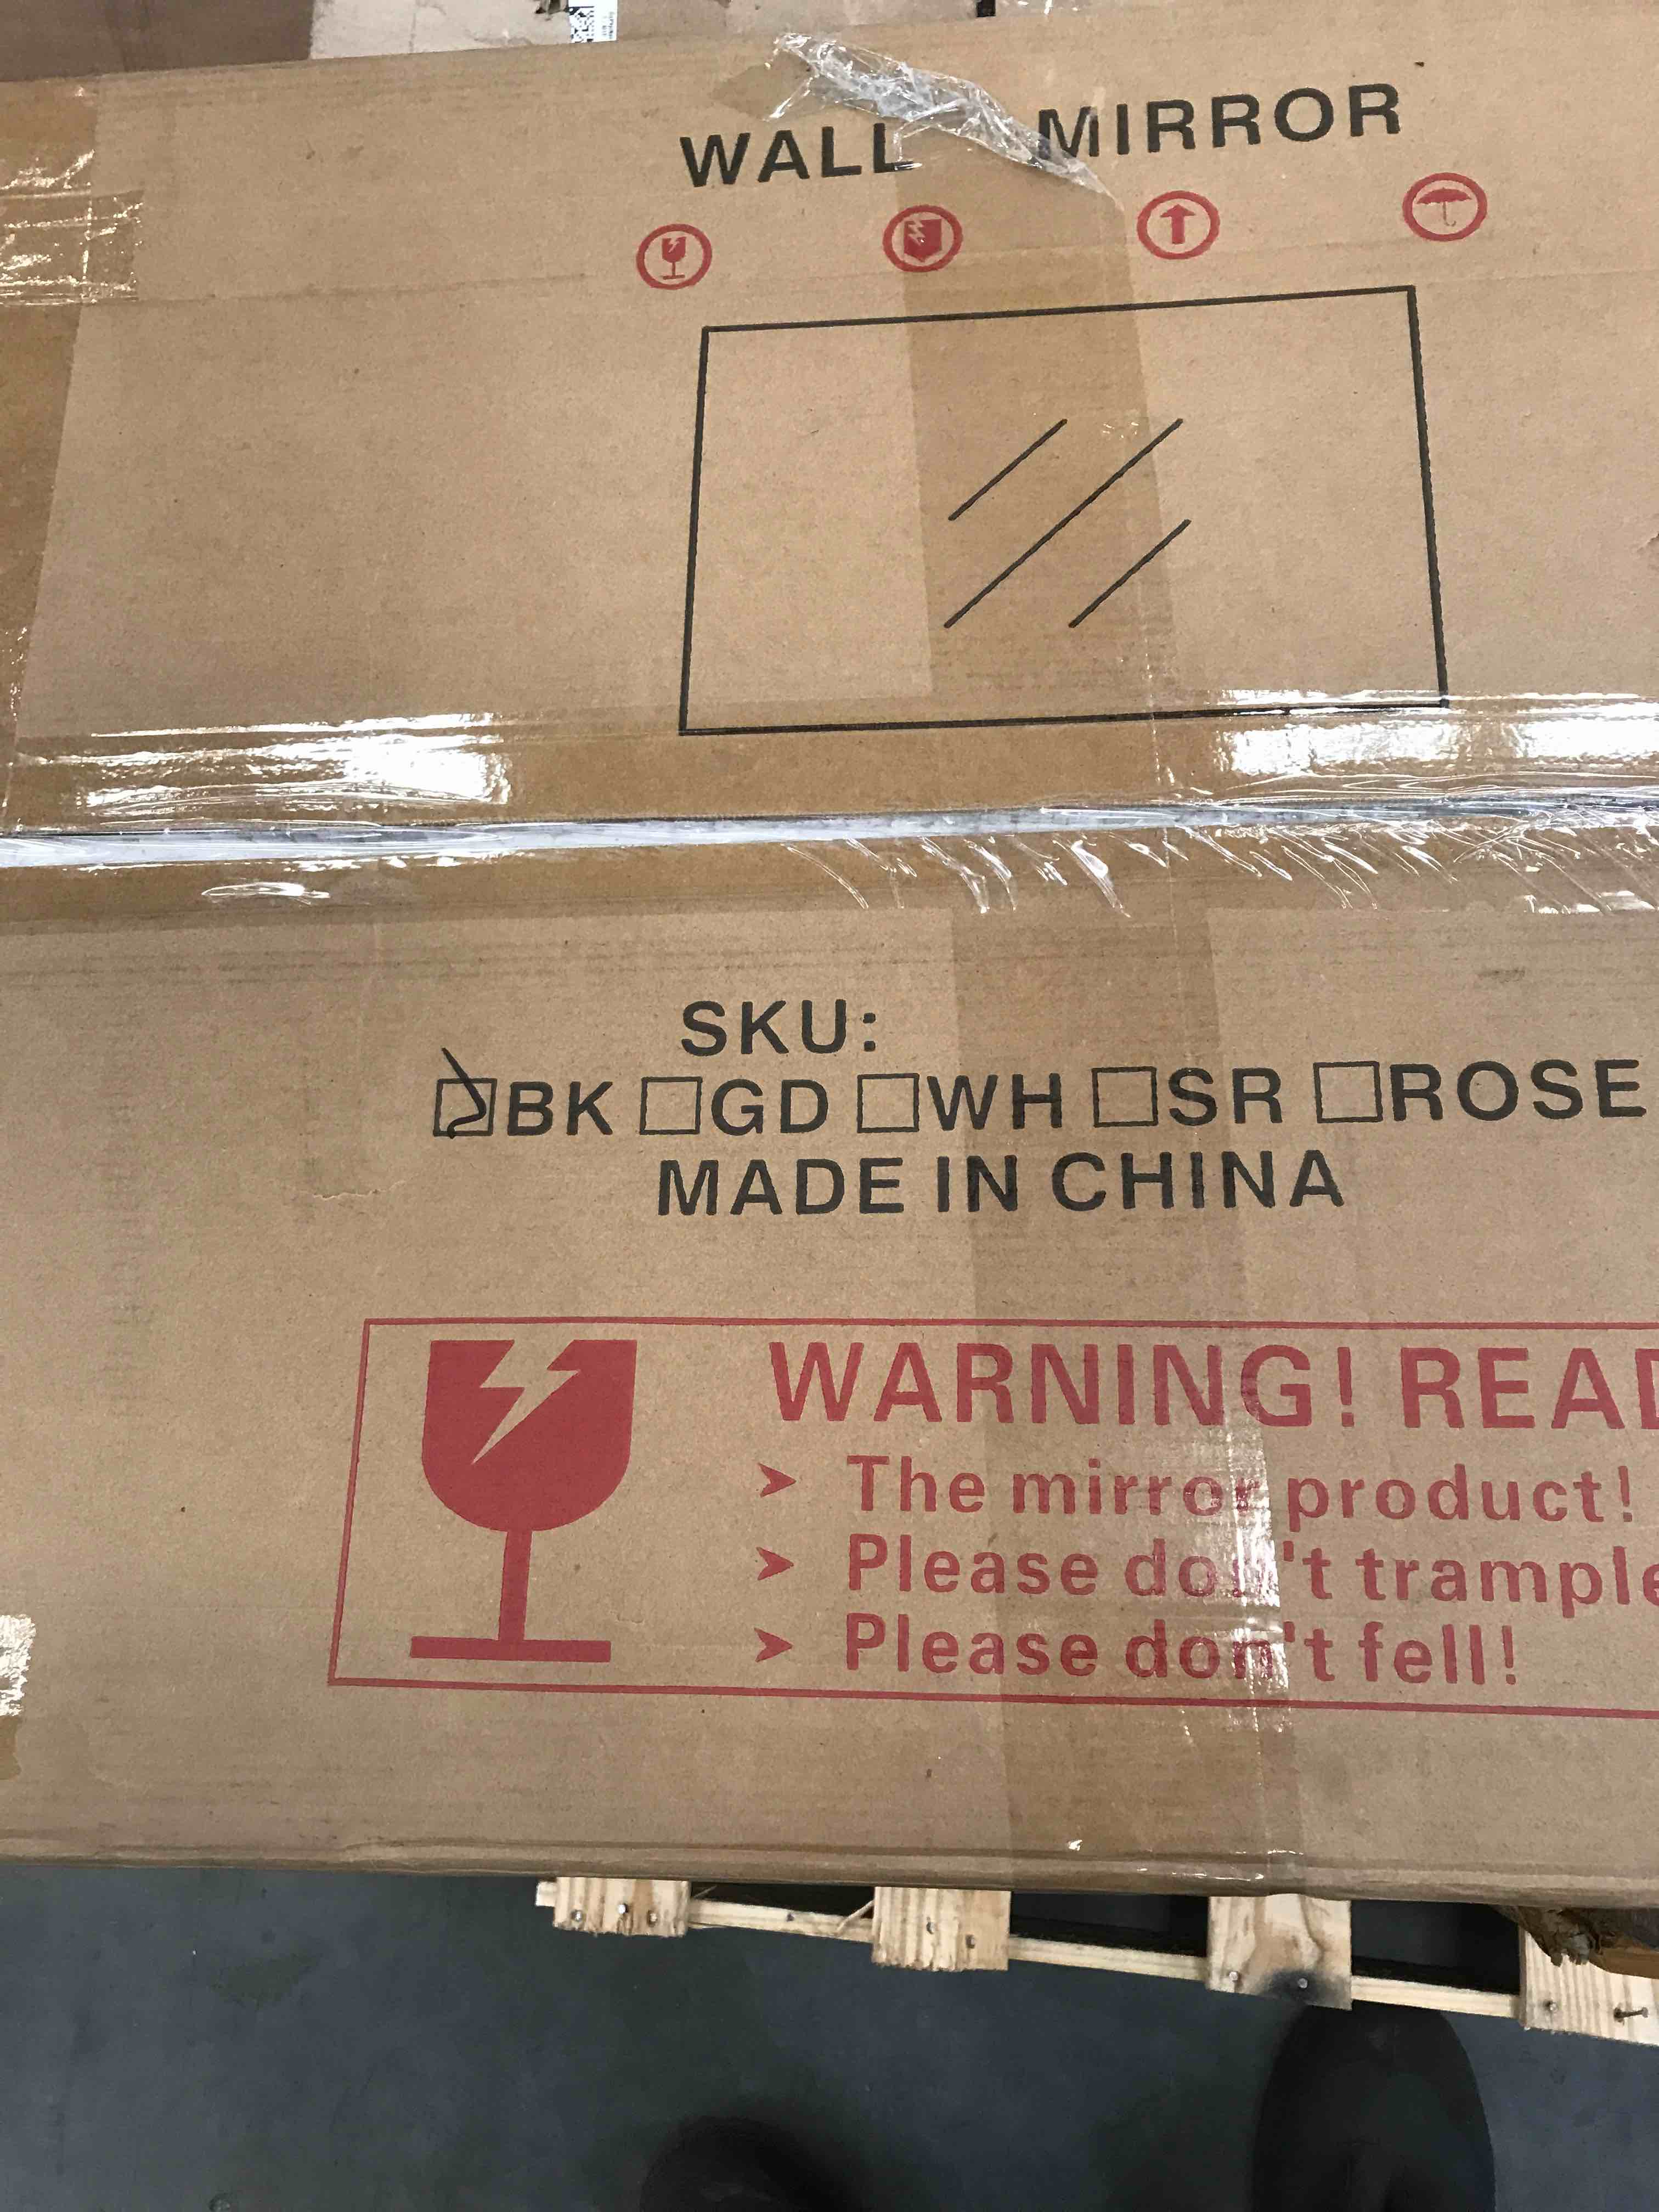 WALL MIRROR
SKU:
☐BK ☐GD ☐WH ☐SR ☐ROSE
MADE IN CHINA
WARNING! READ
➤ The mirror product!
➤ Please don't trample
➤ Please don't fell!